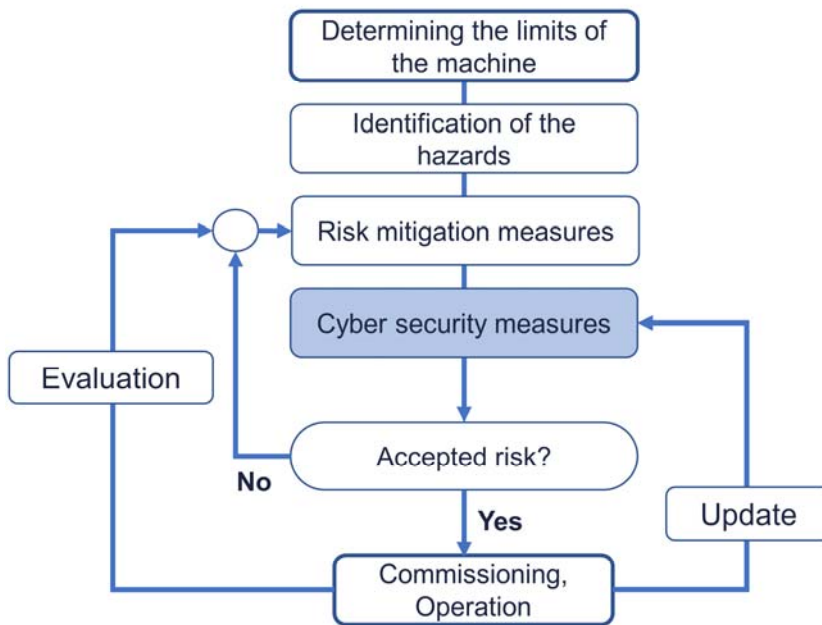 Determining the limits of
the machine
Identification of the
hazards
Risk mitigation measures
Cyber security measures
Evaluation
Accepted risk?
No
Yes
Update
Commissioning,
Operation